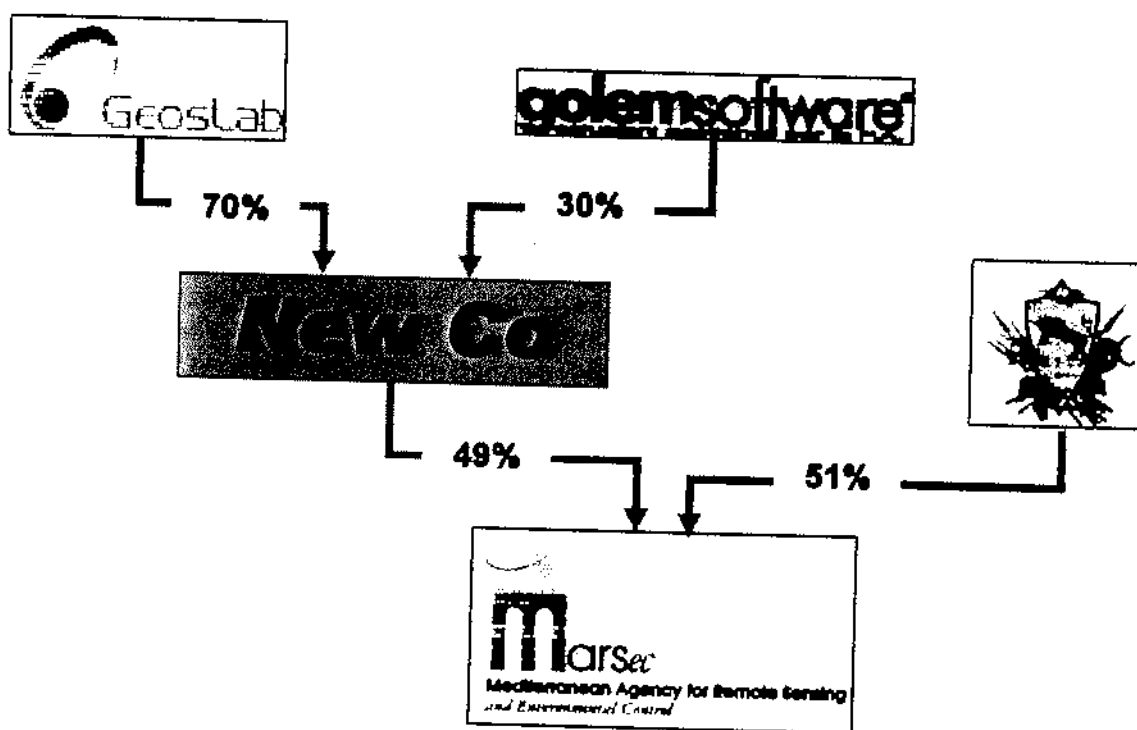 GeosLab
golemsoftware
70%
30%
New Co
49%
51%
Marsec
Mediterranean Agency for Remote Sensing
and Environmental Control